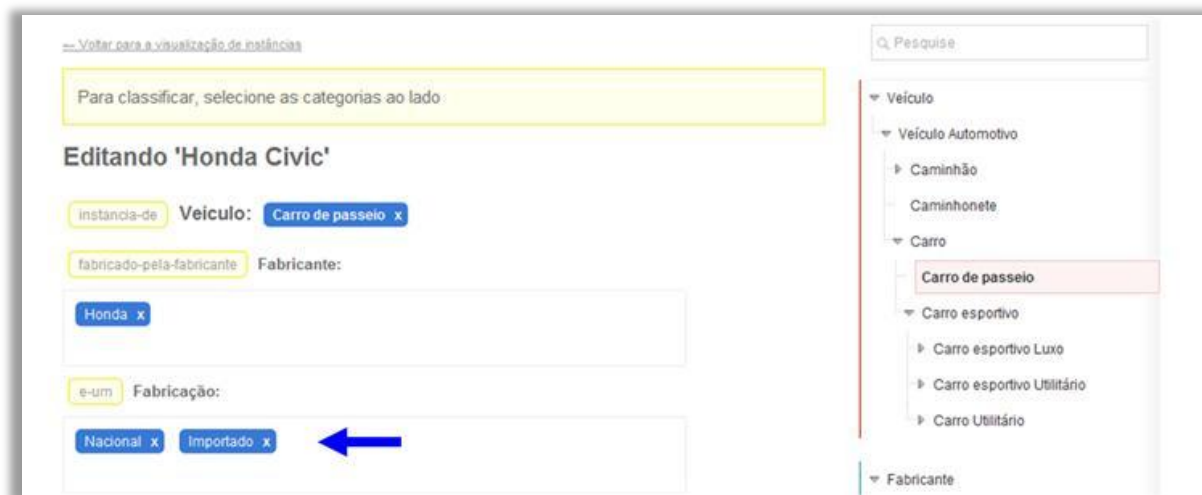 ← Voltar para a visualização de instâncias
Para classificar, selecione as categorias ao lado
Editando 'Honda Civic'
instancia-de Veiculo: Carro de passeio x
fabricado-pela-fabricante Fabricante:
Honda x
e-um Fabricação:
Nacional x Importado x
Pesquise
Veículo
Veículo Automotivo
Caminhão
Caminhonete
Carro
Carro de passeio
Carro esportivo
Carro esportivo Luxo
Carro esportivo Utilitário
Carro Utilitário
Fabricante